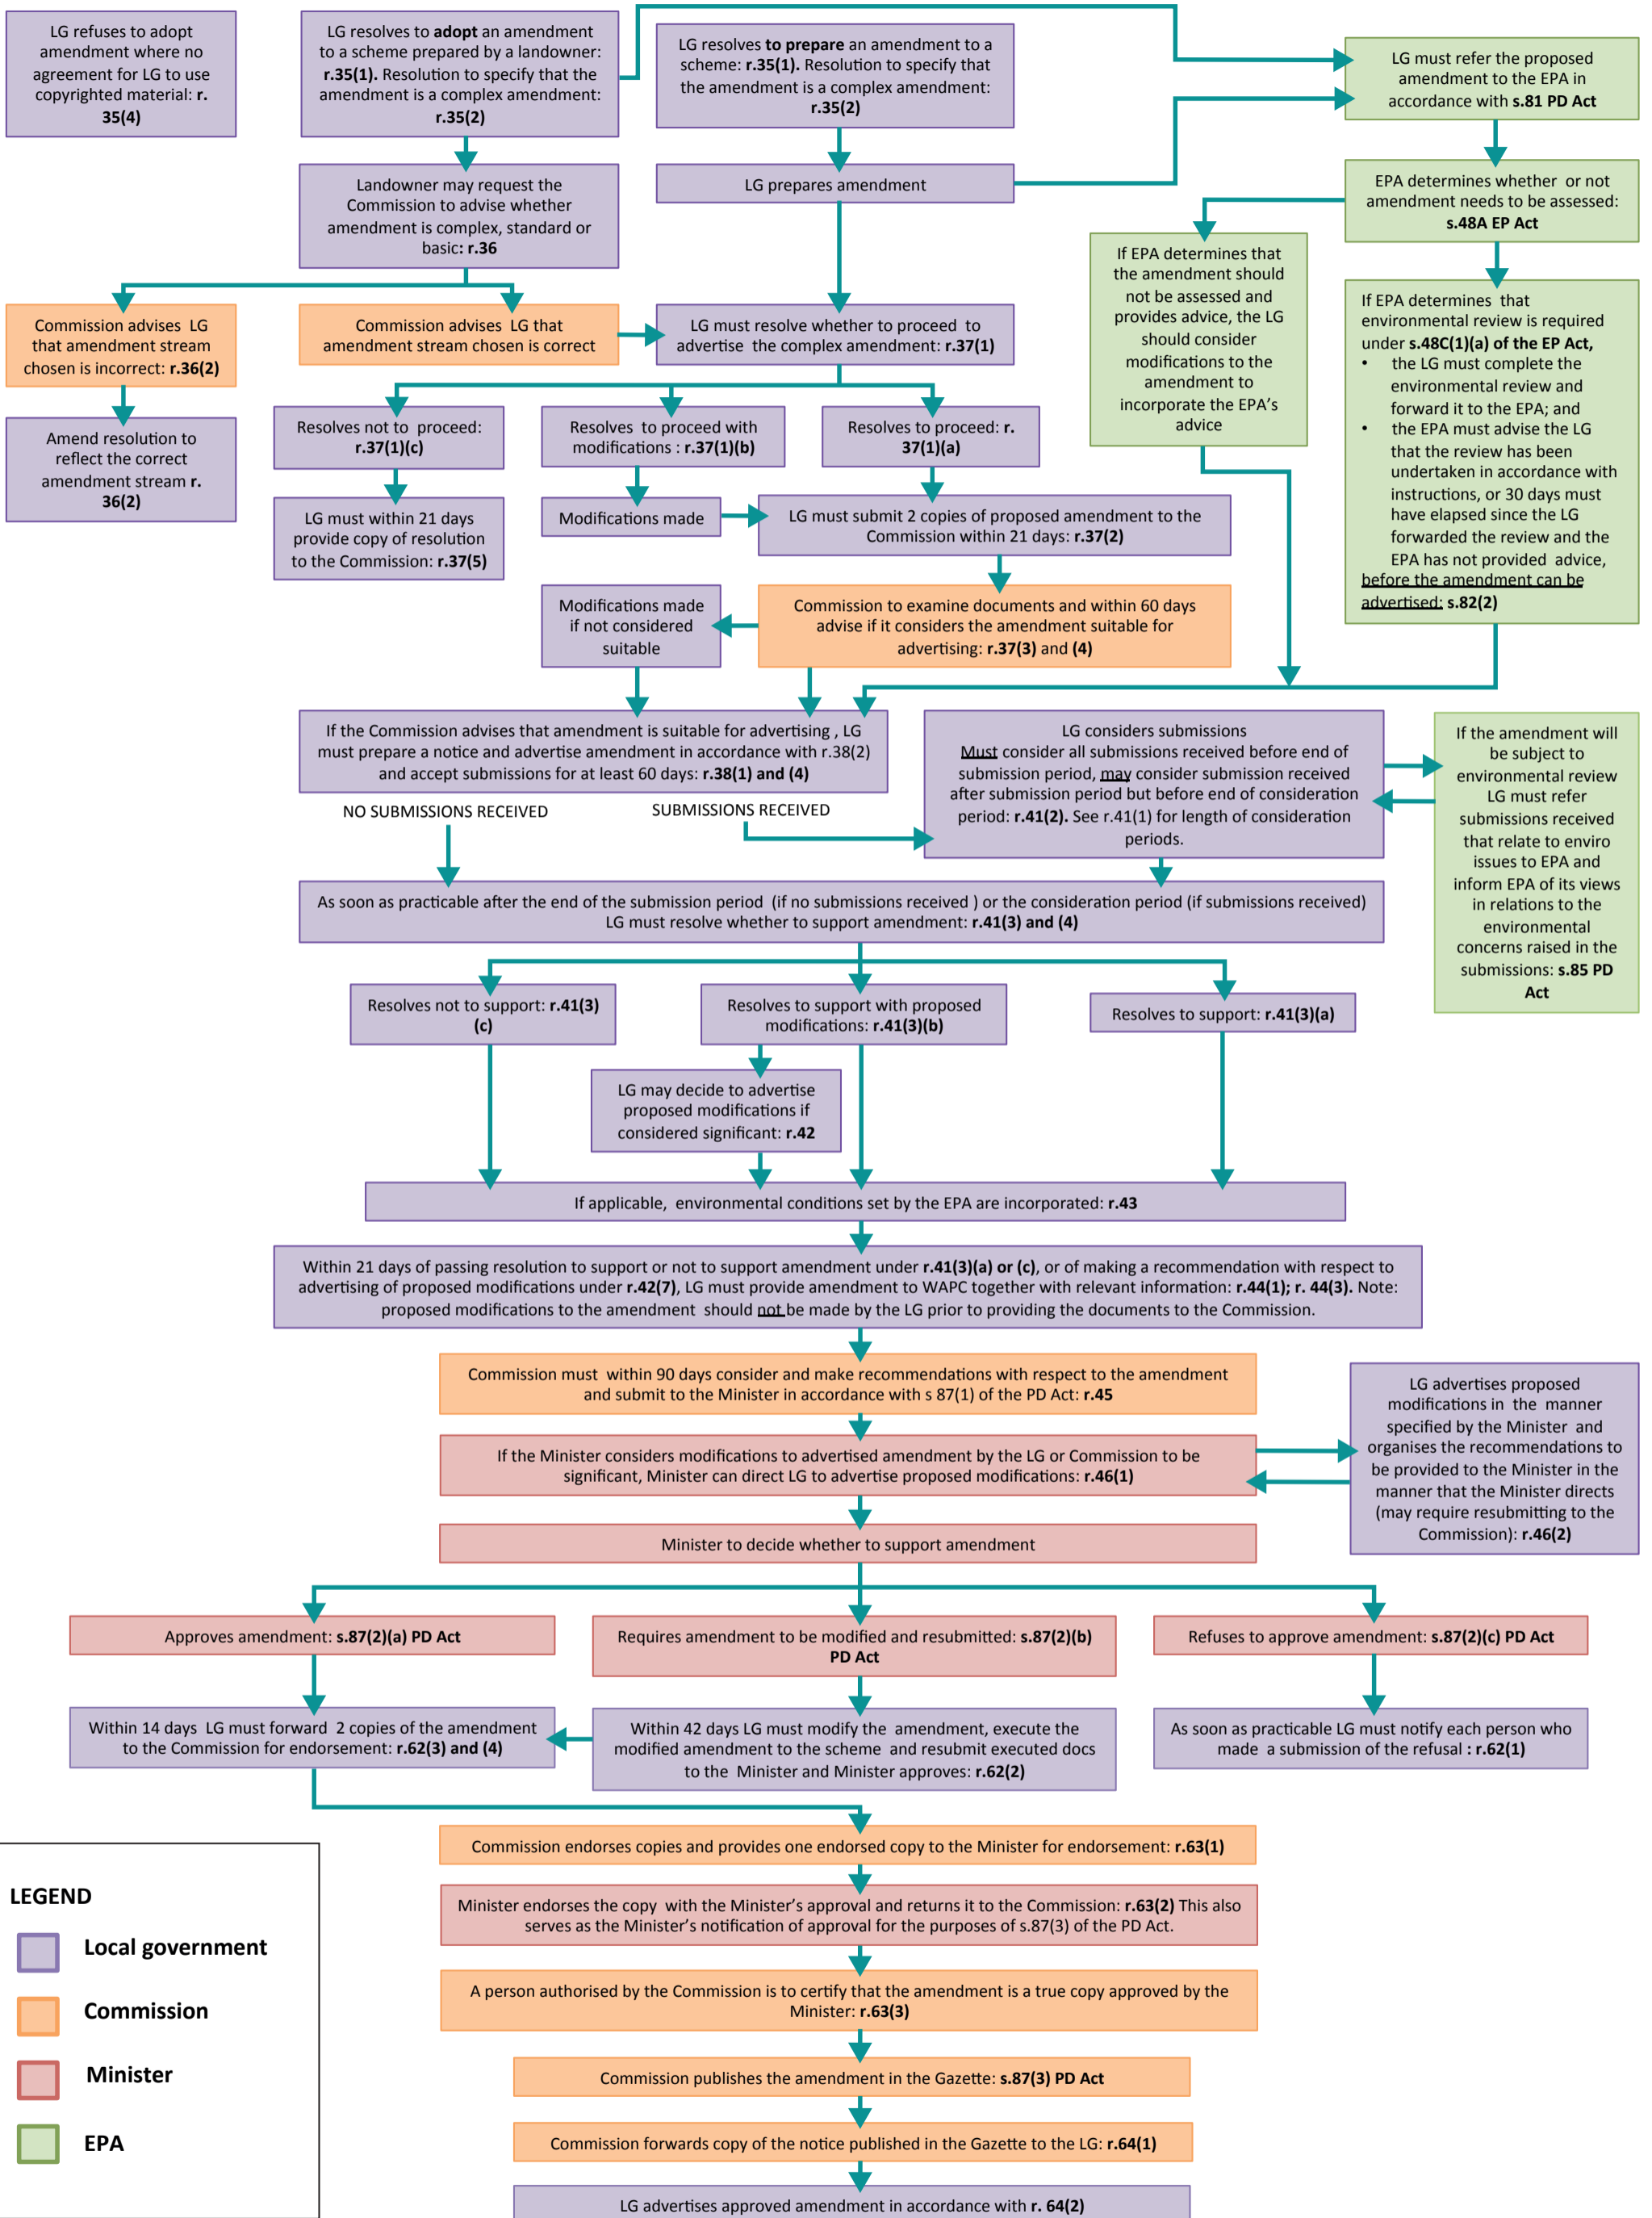 LG refuses to adopt
amendment where no
agreement for LG to use
copyrighted material: r.
35(4)
LG resolves to adopt an amendment
to a scheme prepared by a landowner:
r.35(1). Resolution to specify that the
amendment is a complex amendment:
r.35(2)
LG resolves to prepare an amendment to a
scheme: r.35(1). Resolution to specify that
the amendment is a complex amendment:
r.35(2)
LG must refer the proposed
amendment to the EPA in
accordance with s.81 PD Act
Landowner may request the
Commission to advise whether
amendment is complex, standard or
basic: r.36
LG prepares amendment
EPA determines whether or not
amendment needs to be assessed:
s.48A EP Act
If EPA determines that
the amendment should
not be assessed and
provides advice, the LG
should consider
modifications to the
amendment to
incorporate the EPA's
advice
If EPA determines that
environmental review is required
under s.48C(1)(a) of the EP Act,
• the LG must complete the
environmental review and
forward it to the EPA; and
• the EPA must advise the LG
that the review has been
undertaken in accordance with
instructions, or 30 days must
have elapsed since the LG
forwarded the review and the
EPA has not provided advice,
before the amendment can be
advertised: s.82(2)
Commission advises LG
that amendment stream
chosen is incorrect: r.36(2)
Commission advises LG that
amendment stream chosen is correct
LG must resolve whether to proceed to
advertise the complex amendment: r.37(1)
Amend resolution to
reflect the correct
amendment stream r.
36(2)
Resolves not to proceed:
r.37(1)(c)
Resolves to proceed with
modifications : r.37(1)(b)
Resolves to proceed: r.
37(1)(a)
LG must within 21 days
provide copy of resolution
to the Commission: r.37(5)
Modifications made
LG must submit 2 copies of proposed amendment to the
Commission within 21 days: r.37(2)
Modifications made
if not considered
suitable
Commission to examine documents and within 60 days
advise if it considers the amendment suitable for
advertising: r.37(3) and (4)
If the Commission advises that amendment is suitable for advertising , LG
must prepare a notice and advertise amendment in accordance with r.38(2)
and accept submissions for at least 60 days: r.38(1) and (4)
LG considers submissions
Must consider all submissions received before end of
submission period, may consider submission received
after submission period but before end of consideration
period: r.41(2). See r.41(1) for length of consideration
periods.
If the amendment will
be subject to
environmental review
LG must refer
submissions received
that relate to enviro
issues to EPA and
inform EPA of its views
in relations to the
environmental
concerns raised in the
submissions: s.85 PD
Act
NO SUBMISSIONS RECEIVED
SUBMISSIONS RECEIVED
As soon as practicable after the end of the submission period (if no submissions received ) or the consideration period (if submissions received)
LG must resolve whether to support amendment: r.41(3) and (4)
Resolves not to support: r.41(3)
(c)
Resolves to support with proposed
modifications: r.41(3)(b)
Resolves to support: r.41(3)(a)
LG may decide to advertise
proposed modifications if
considered significant: r.42
If applicable, environmental conditions set by the EPA are incorporated: r.43
Within 21 days of passing resolution to support or not to support amendment under r.41(3)(a) or (c), or of making a recommendation with respect to
advertising of proposed modifications under r.42(7), LG must provide amendment to WAPC together with relevant information: r.44(1); r. 44(3). Note:
proposed modifications to the amendment should not be made by the LG prior to providing the documents to the Commission.
Commission must within 90 days consider and make recommendations with respect to the amendment
and submit to the Minister in accordance with s 87(1) of the PD Act: r.45
If the Minister considers modifications to advertised amendment by the LG or Commission to be
significant, Minister can direct LG to advertise proposed modifications: r.46(1)
LG advertises proposed
modifications in the manner
specified by the Minister and
organises the recommendations to
be provided to the Minister in the
manner that the Minister directs
(may require resubmitting to the
Commission): r.46(2)
Minister to decide whether to support amendment
Approves amendment: s.87(2)(a) PD Act
Requires amendment to be modified and resubmitted: s.87(2)(b)
PD Act
Refuses to approve amendment: s.87(2)(c) PD Act
Within 14 days LG must forward 2 copies of the amendment
to the Commission for endorsement: r.62(3) and (4)
Within 42 days LG must modify the amendment, execute the
modified amendment to the scheme and resubmit executed docs
to the Minister and Minister approves: r.62(2)
As soon as practicable LG must notify each person who
made a submission of the refusal : r.62(1)
Commission endorses copies and provides one endorsed copy to the Minister for endorsement: r.63(1)
Minister endorses the copy with the Minister's approval and returns it to the Commission: r.63(2) This also
serves as the Minister's notification of approval for the purposes of s.87(3) of the PD Act.
A person authorised by the Commission is to certify that the amendment is a true copy approved by the
Minister: r.63(3)
Commission publishes the amendment in the Gazette: s.87(3) PD Act
Commission forwards copy of the notice published in the Gazette to the LG: r.64(1)
LG advertises approved amendment in accordance with r. 64(2)
LEGEND
Local government
Commission
Minister
EPA